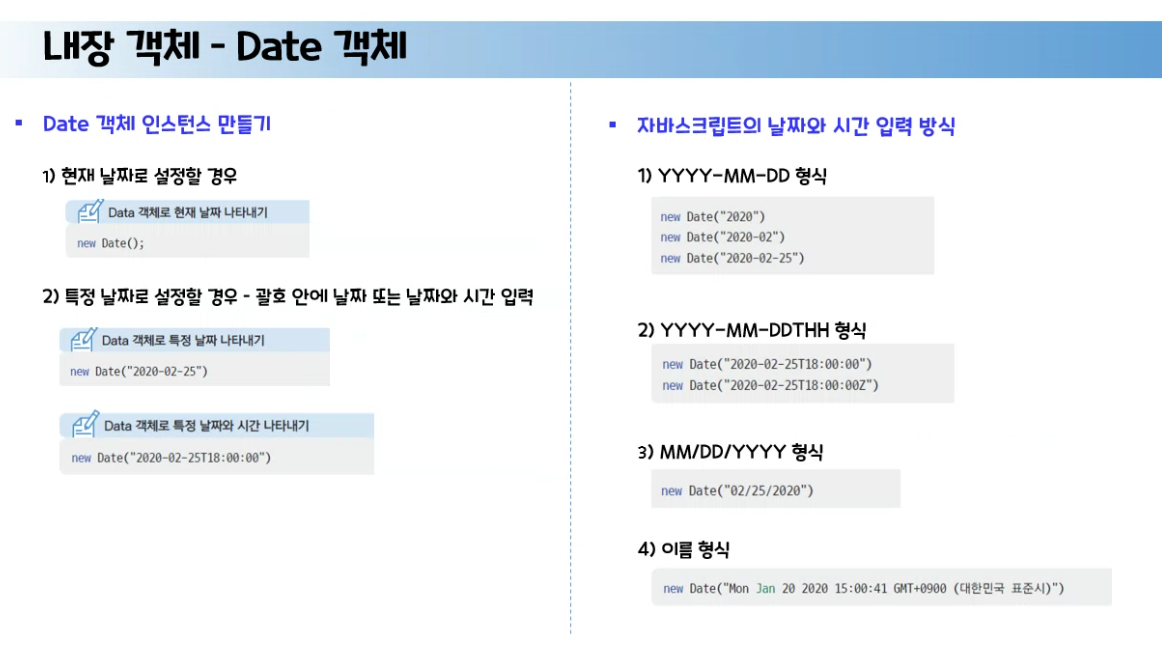 내장 객체 - Date 객체
▪ Date 객체 인스턴스 만들기
1) 현재 날짜로 설정할 경우
Data 객체로 현재 날짜 나타내기
new Date();
2) 특정 날짜로 설정할 경우 - 괄호 안에 날짜 또는 날짜와 시간 입력
Data 객체로 특정 날짜 나타내기
new Date("2020-02-25")
Data 객체로 특정 날짜와 시간 나타내기
new Date("2020-02-25T18:00:00")
▪ 자바스크립트의 날짜와 시간 입력 방식
1) YYYY-MM-DD 형식
new Date("2020")
new Date("2020-02")
new Date("2020-02-25")
2) YYYY-MM-DDTHH 형식
new Date("2020-02-25T18:00:00")
new Date("2020-02-25T18:00:00Z")
3) MM/DD/YYYY 형식
new Date("02/25/2020")
4) 이름 형식
new Date("Mon Jan 20 2020 15:00:41 GMT+0900 (대한민국 표준시)")